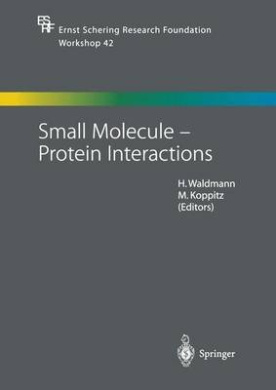 ESRF Ernst Schering Research Foundation
Workshop 42
Small Molecule –
Protein Interactions
H. Waldmann
M. Koppitz
(Editors)
Springer